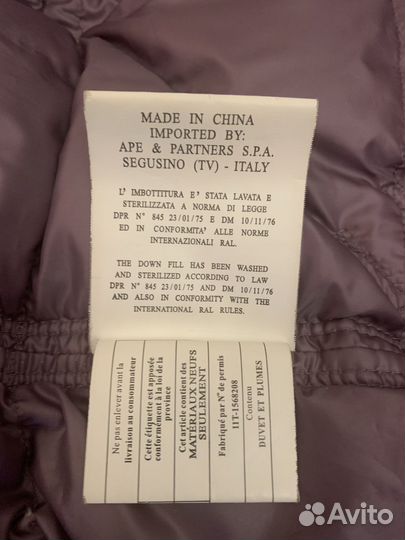 MADE IN CHINA
IMPORTED BY:
APE & PARTNERS S.P.A.
SEGUSINO (TV) - ITALY
L'IMBOTTITURA E' STATA LAVATA E
STERILIZZATA A NORMA DI LEGGE
DPR N° 845 23/01/75 E DM 10/11/76
ED IN CONFORMITA' ALLE NORME
INTERNAZIONALI RAL.
THE DOWN FILL HAS BEEN WASHED
AND STERILIZED ACCORDING TO LAW
DPR N° 845 23/01/75 AND DM 10/11/76
AND ALSO IN CONFORMITY WITH THE
INTERNATIONAL RAL RULES.
Ne pas enlever avant la
livraison au consommateur
Cette étiquette est apposée
conformément à la loi de la
province
Cet article contient des
MATÉRIAUX NEUFS
SEULEMENT
Fabriqué par N° de permis
11T-1568208
Contenu
DUVET ET PLUMES
Avito